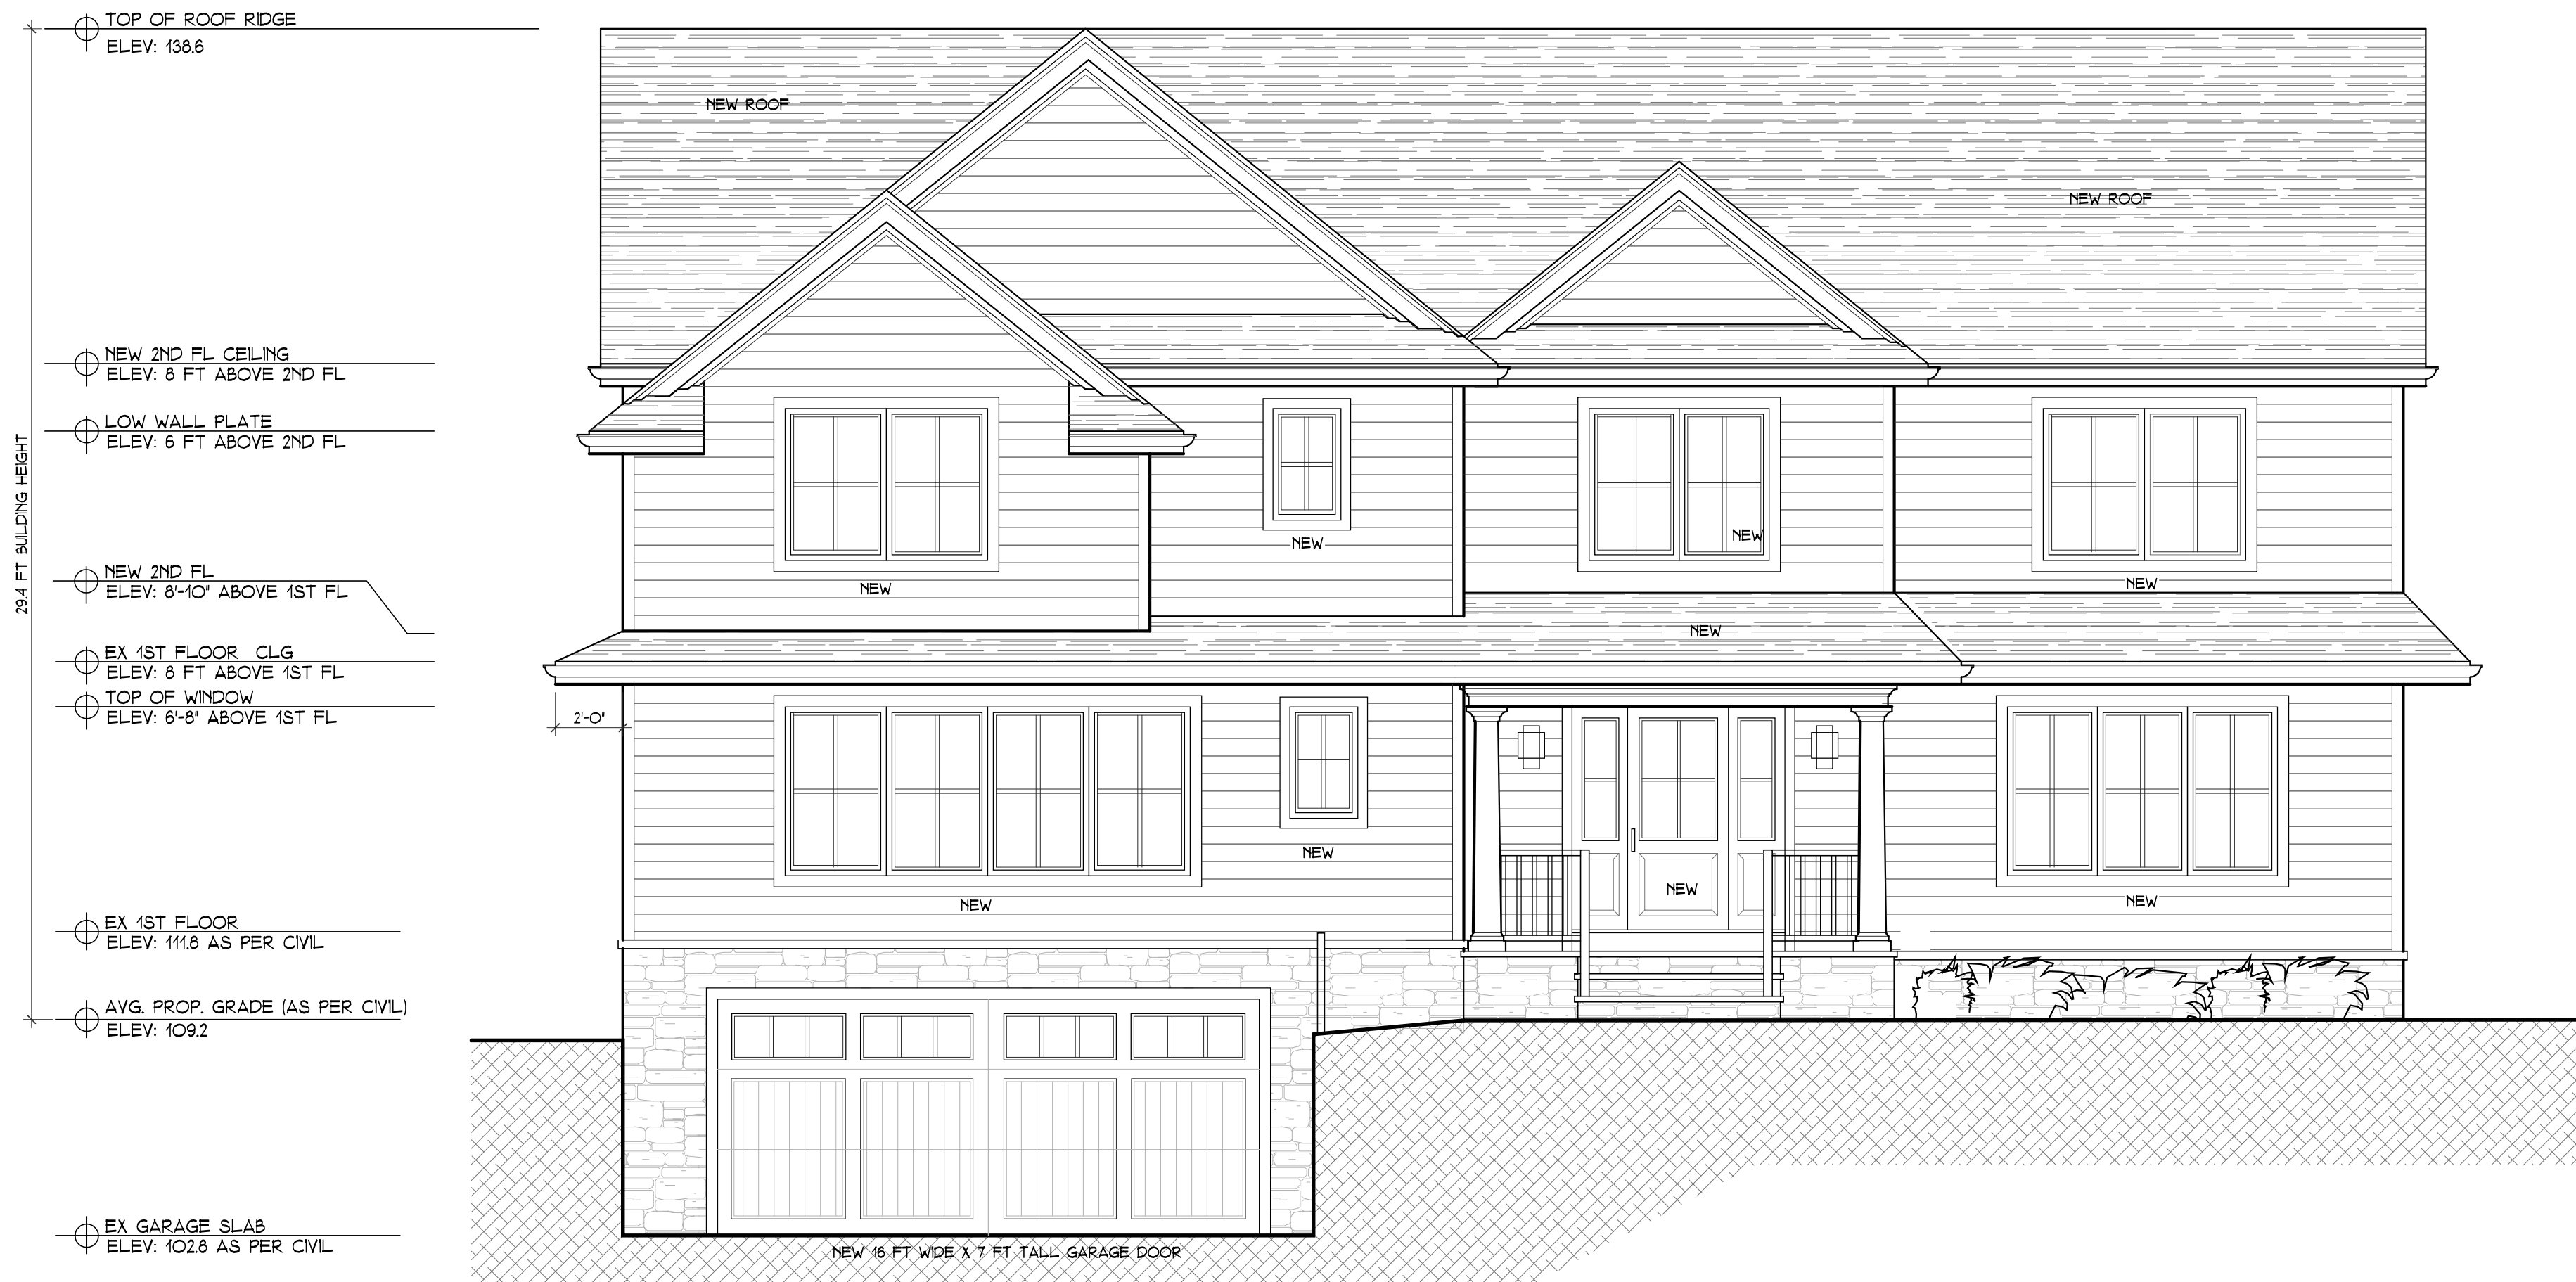 TOP OF ROOF RIDGE
ELEV: 138.6
NEW ROOF
NEW ROOF
NEW 2ND FL CEILING
ELEV: 8 FT ABOVE 2ND FL
LOW WALL PLATE
ELEV: 6 FT ABOVE 2ND FL
29.4 FT BUILDING HEIGHT
NEW
NEW
NEW 2ND FL
ELEV: 8'-10" ABOVE 1ST FL
NEW
NEW
NEW
EX 1ST FLOOR CLG
ELEV: 8 FT ABOVE 1ST FL
TOP OF WINDOW
ELEV: 6'-8" ABOVE 1ST FL
2'-0"
NEW
NEW
NEW
NEW
EX 1ST FLOOR
ELEV: 111.8 AS PER CIVIL
AVG. PROP. GRADE (AS PER CIVIL)
ELEV: 109.2
EX GARAGE SLAB
ELEV: 102.8 AS PER CIVIL
NEW 16 FT WIDE X 7 FT TALL GARAGE DOOR